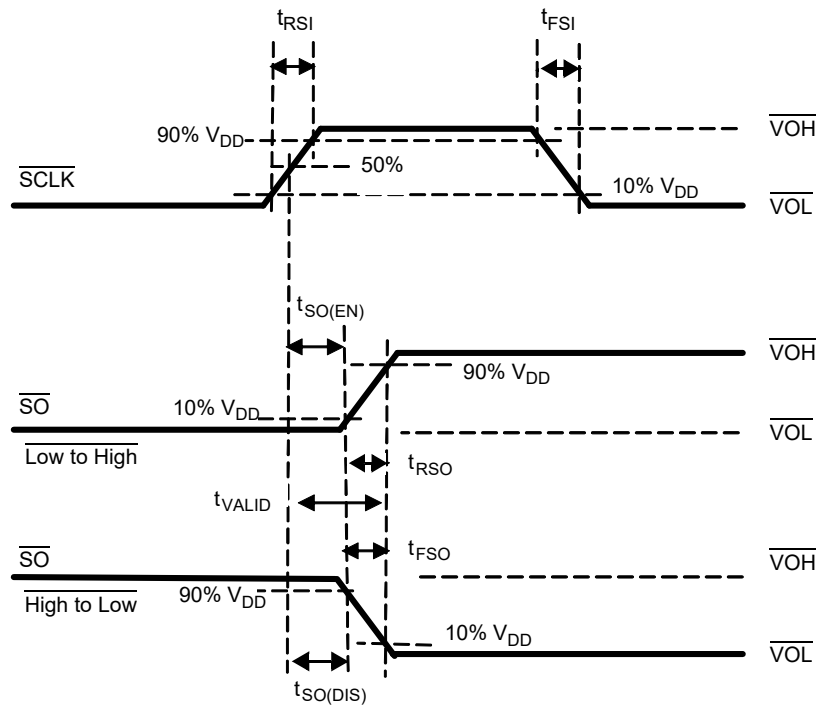 tRSI
tFSI
90% VDD
VOH
SCLK
50%
10% VDD
VOL
tSO(EN)
VOH
90% VDD
SO
10% VDD
VOL
Low to High
tRSO
tVALID
SO
tFSO
VOH
High to Low
90% VDD
10% VDD
VOL
tSO(DIS)